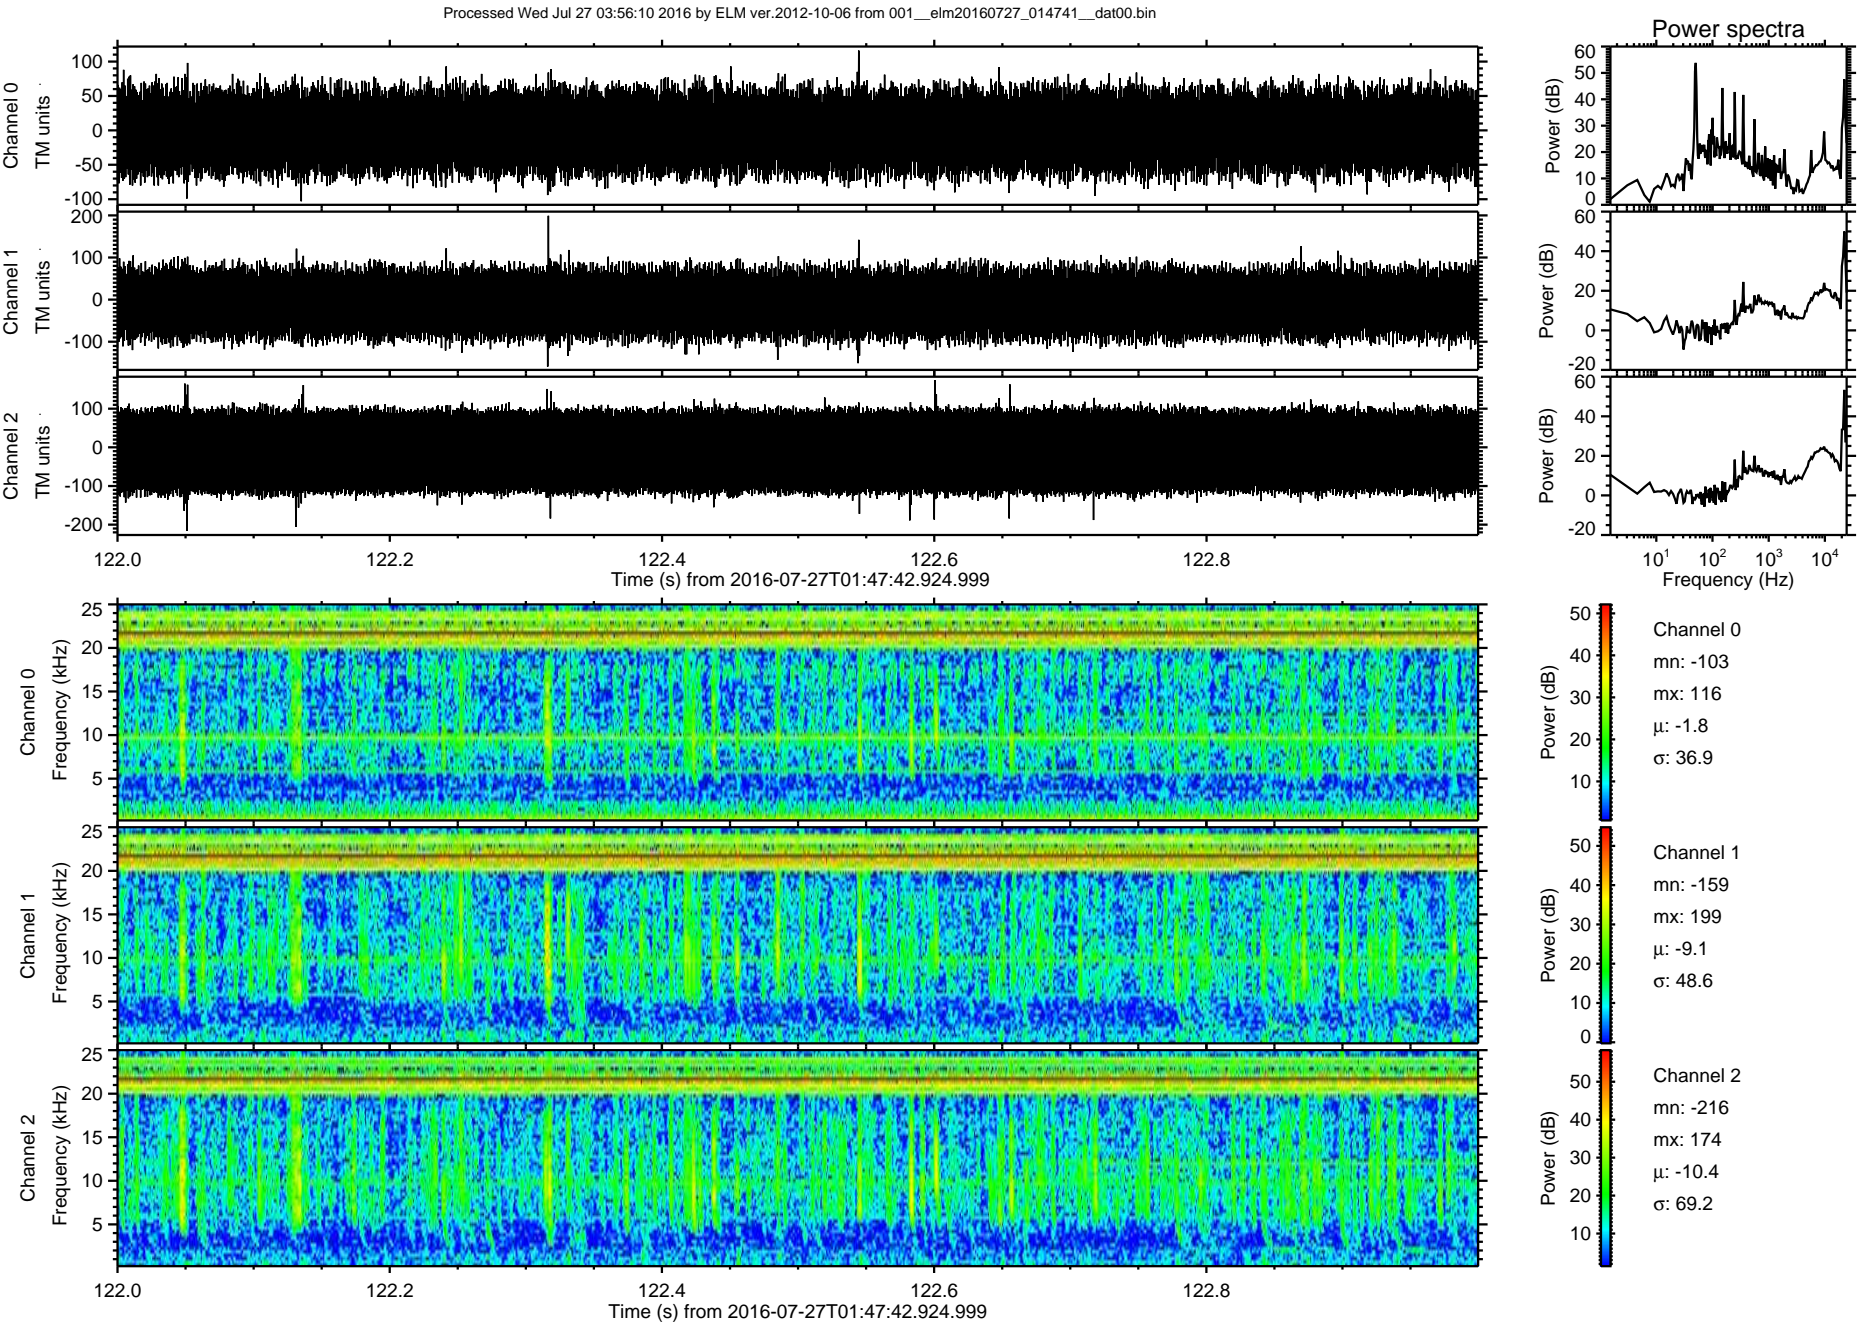 Processed Wed Jul 27 03:56:10 2016 by ELM ver.2012-10-06 from 001__elm20160727_014741__dat00.bin
Power spectra
Channel 0
TM units
100
50
0
-50
-100
Power (dB)
60
50
40
30
20
10
0
Channel 1
TM units
200
100
0
-100
Power (dB)
60
40
20
0
-20
Channel 2
TM units
100
0
-100
-200
Power (dB)
60
40
20
0
-20
122.0 122.2 122.4 122.6 122.8
Time (s) from 2016-07-27T01:47:42.924.999
10^1 10^2 10^3 10^4
Frequency (Hz)
Channel 0
Frequency (kHz)
25
20
15
10
5
Power (dB)
50
40
30
20
10
Channel 0
mn: -103
mx: 116
μ: -1.8
σ: 36.9
Channel 1
Frequency (kHz)
25
20
15
10
5
Power (dB)
50
40
30
20
10
0
Channel 1
mn: -159
mx: 199
μ: -9.1
σ: 48.6
Channel 2
Frequency (kHz)
25
20
15
10
5
Power (dB)
50
40
30
20
10
Channel 2
mn: -216
mx: 174
μ: -10.4
σ: 69.2
122.0 122.2 122.4 122.6 122.8
Time (s) from 2016-07-27T01:47:42.924.999